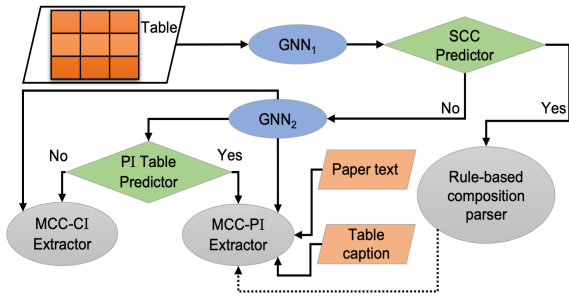 Table
GNN1
SCC
Predictor
No
Yes
GNN2
No
PI Table
Predictor
Yes
Paper text
Rule-based
composition
parser
MCC-CI
Extractor
MCC-PI
Extractor
Table
caption